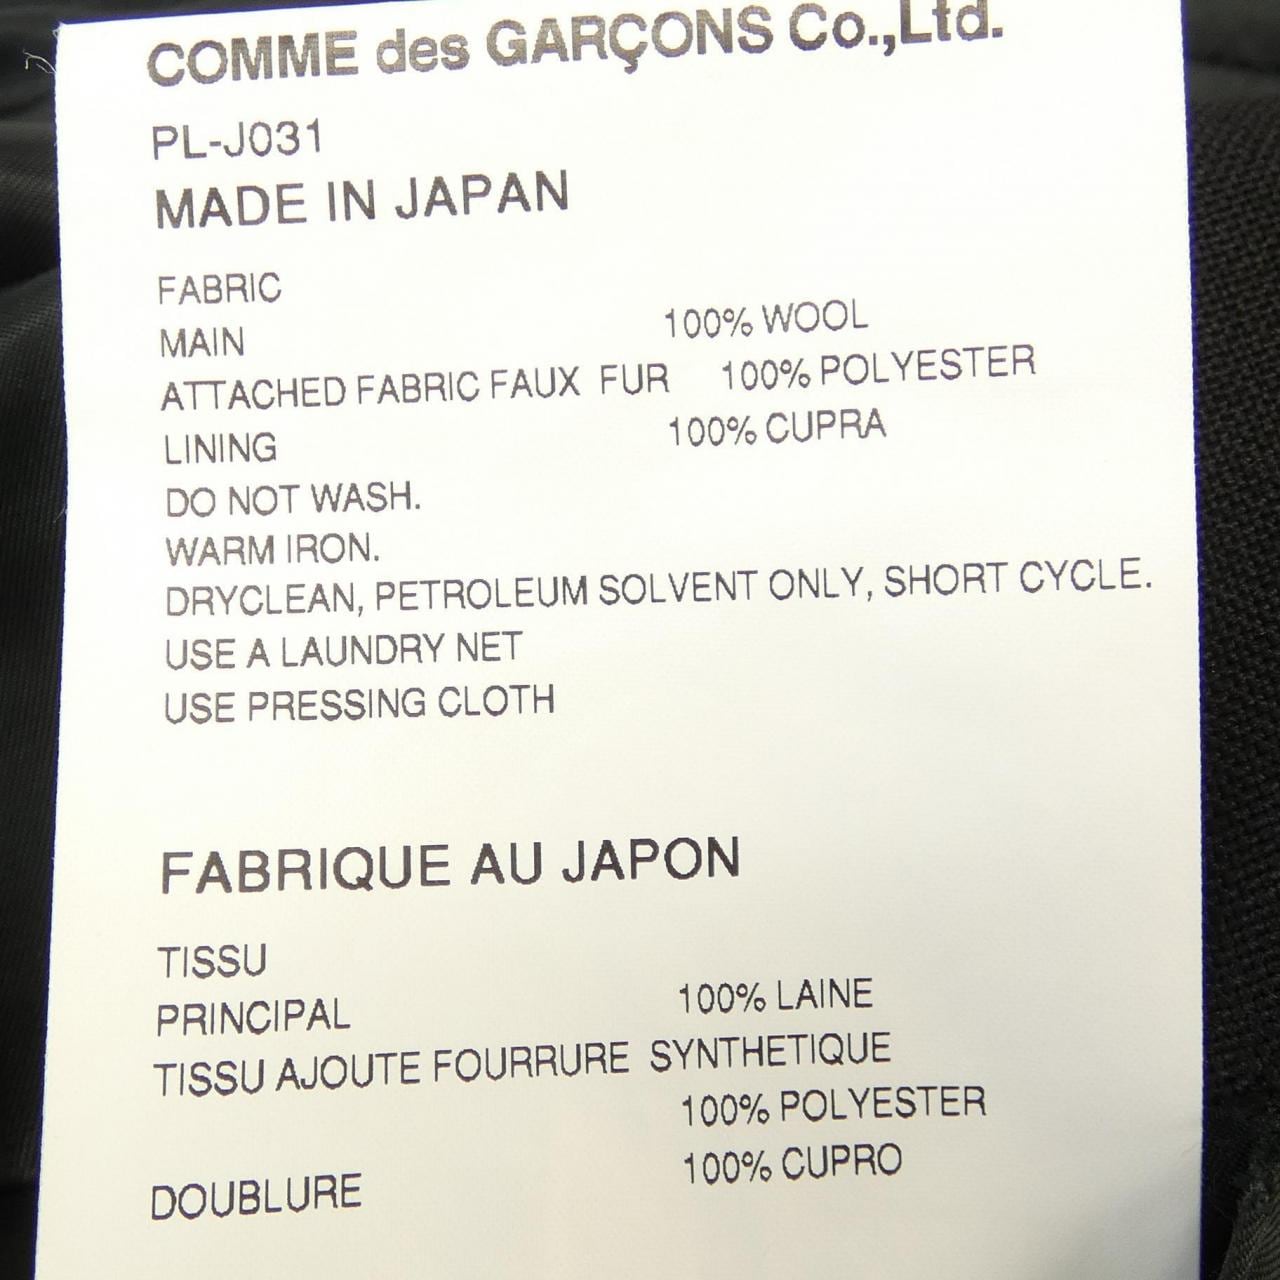 COMME des GARÇONS Co.,Ltd.
PL-J031
MADE IN JAPAN
FABRIC
MAIN 100% WOOL
ATTACHED FABRIC FAUX FUR 100% POLYESTER
LINING 100% CUPRA
DO NOT WASH.
WARM IRON.
DRYCLEAN, PETROLEUM SOLVENT ONLY, SHORT CYCLE.
USE A LAUNDRY NET
USE PRESSING CLOTH
FABRIQUE AU JAPON
TISSU
PRINCIPAL 100% LAINE
TISSU AJOUTE FOURRURE SYNTHETIQUE
100% POLYESTER
DOUBLURE 100% CUPRO